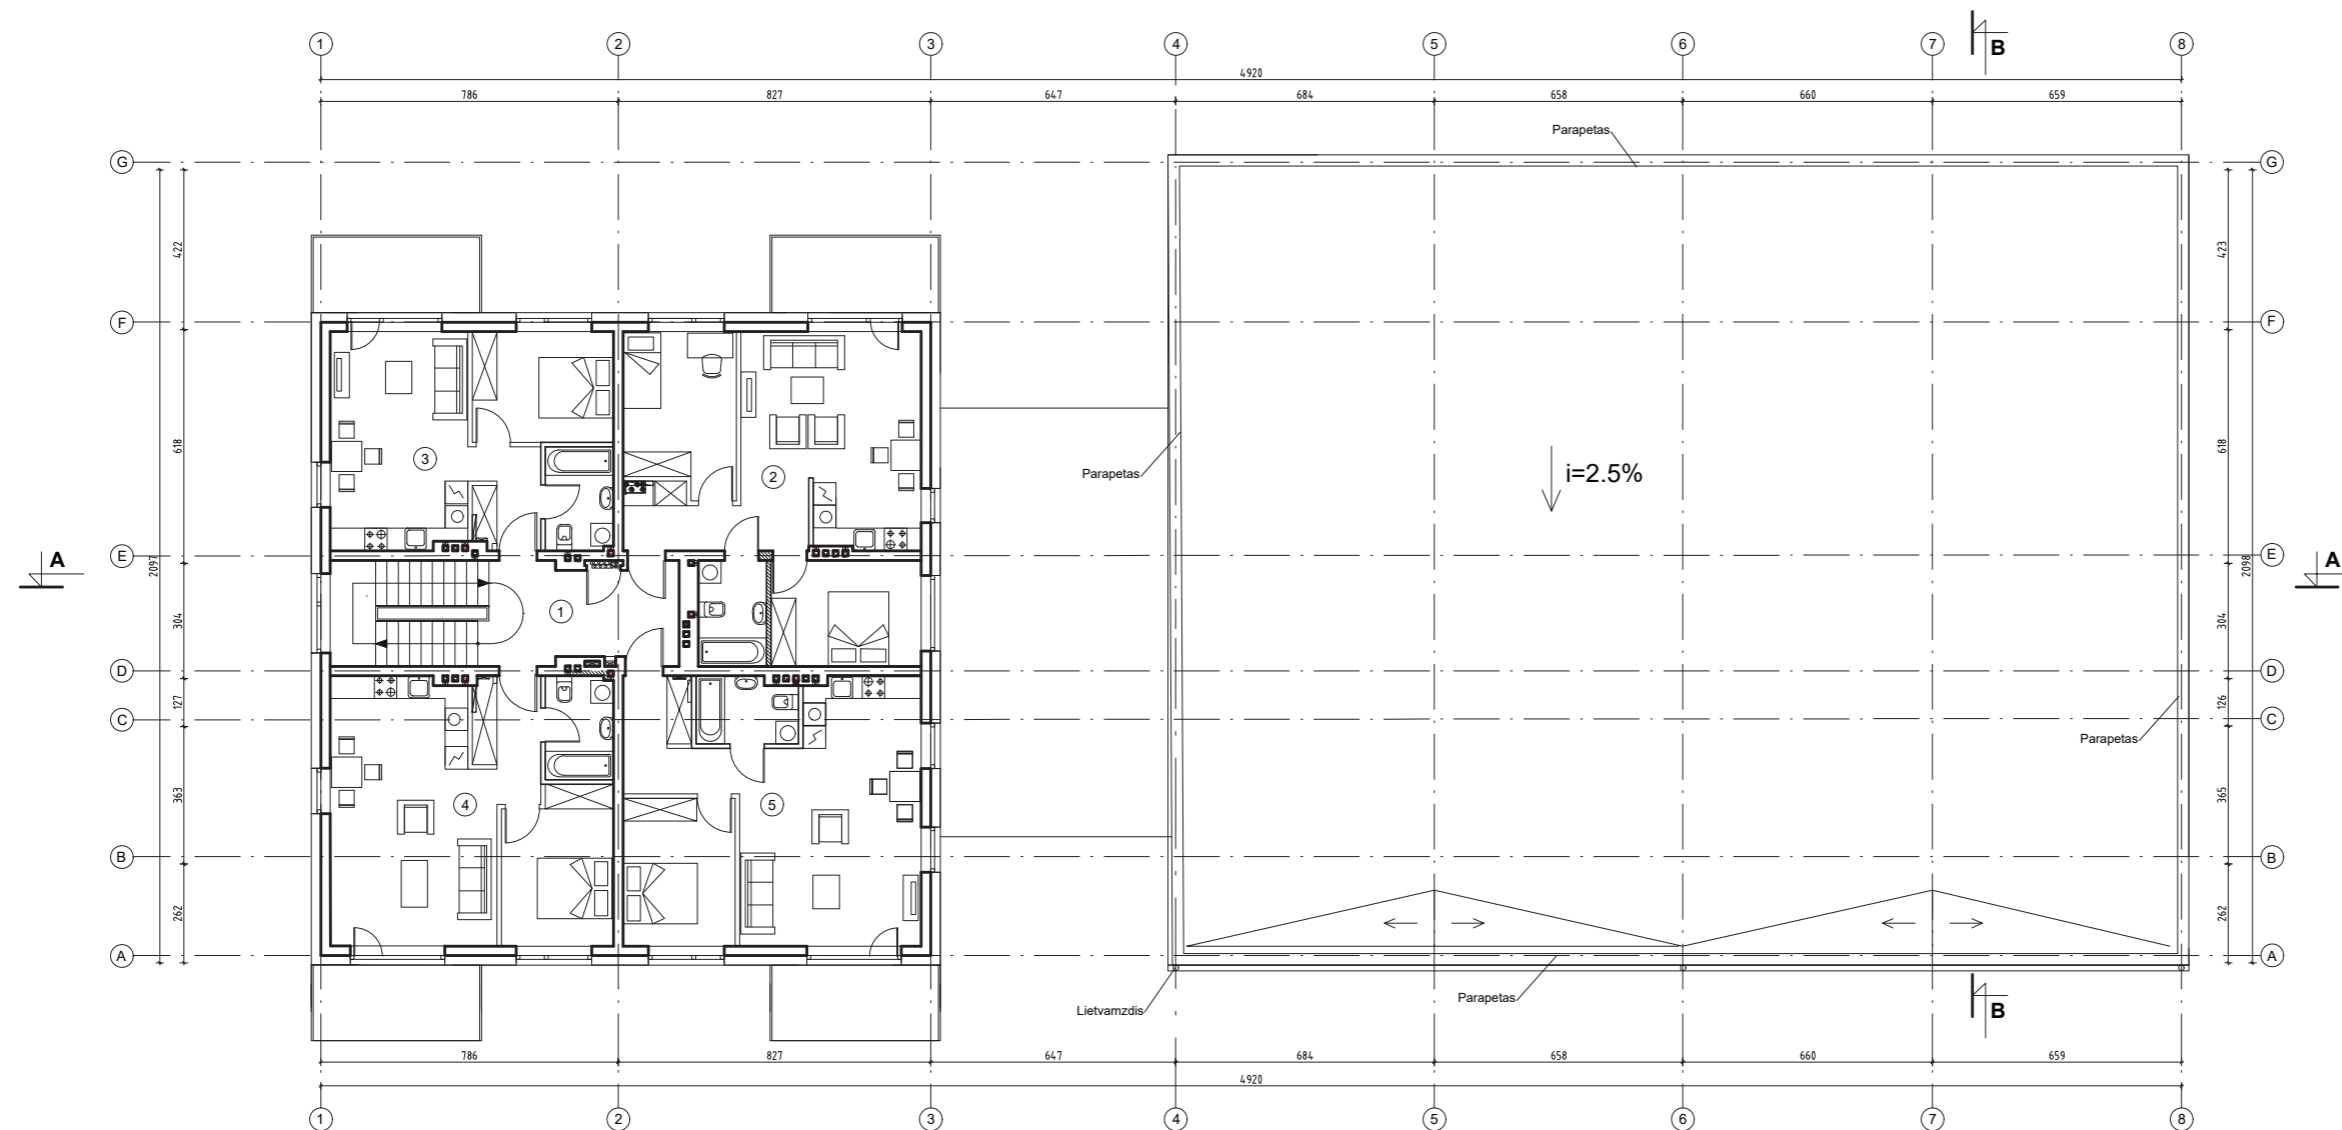 1 2 3 4 5 6 7 B 8
4920
786 827 647 684 658 660 659
Parapetas
G G
422 423
F F
618 618
3 2
Parapetas
i=2.5%
A E E A
2097 2098
304 1 304
D D
127 126
C C
Parapetas
363 4 5 365
B B
262 262
A A
Lietvamzdis
Parapetas
B
786 827 647 684 658 660 659
4920
1 2 3 4 5 6 7 8